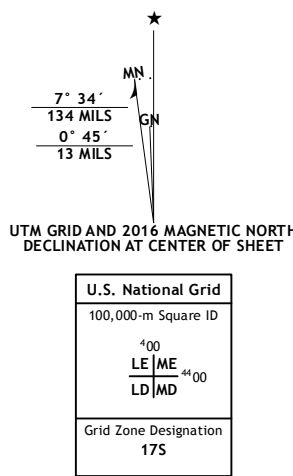 ★
MN
7° 34´
134 MILS
GN
0° 45´
13 MILS
UTM GRID AND 2016 MAGNETIC NORTH
DECLINATION AT CENTER OF SHEET
U.S. National Grid
100,000-m Square ID
400
LE ME
4400
LD MD
Grid Zone Designation
17S